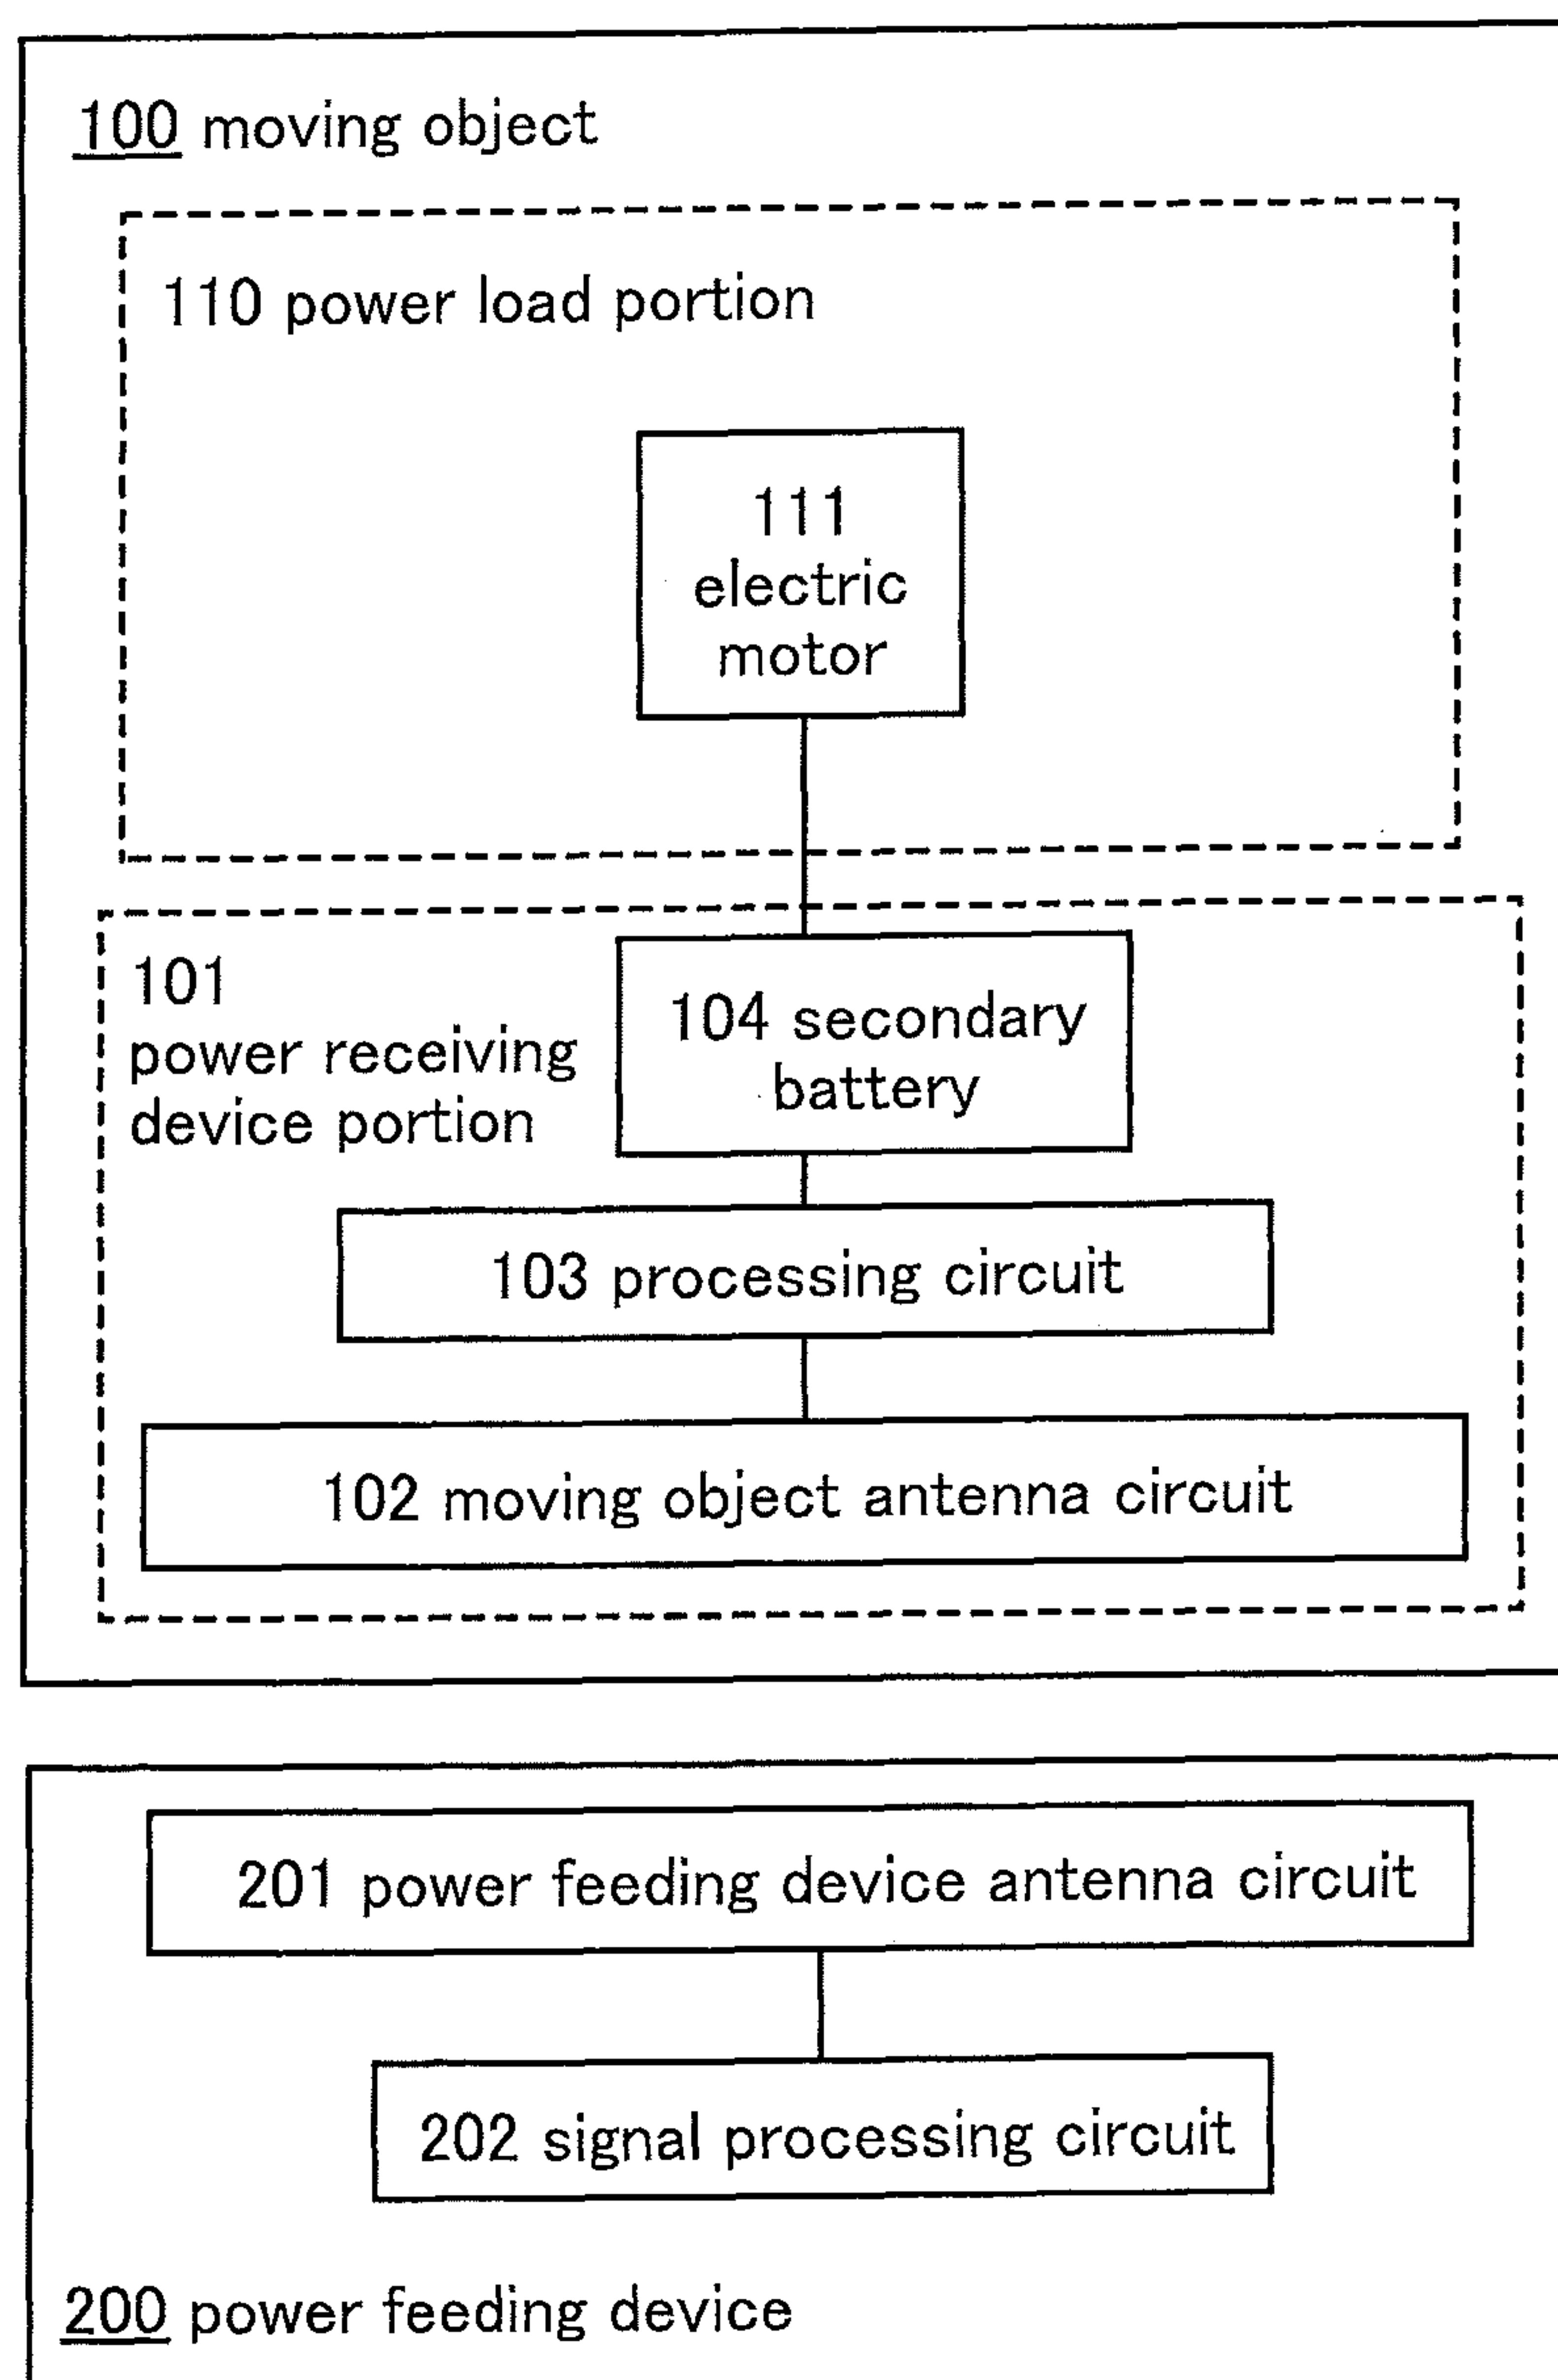 100 moving object
110 power load portion
111
electric
motor
101
power receiving
device portion
104 secondary
battery
103 processing circuit
102 moving object antenna circuit
201 power feeding device antenna circuit
202 signal processing circuit
200 power feeding device